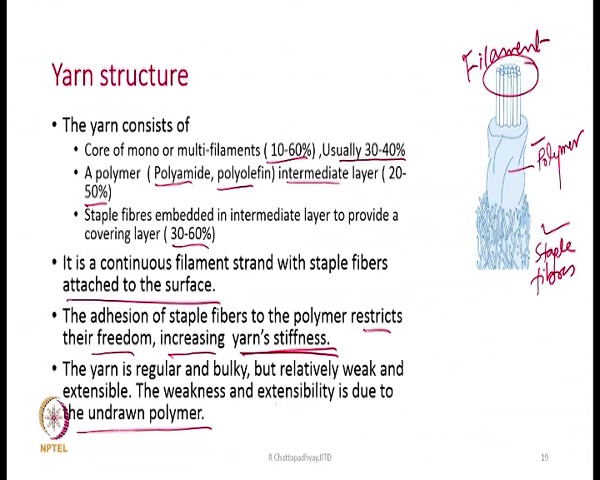 Filament
Yarn structure
• The yarn consists of
• Core of mono or multi-filaments ( 10-60%) ,Usually 30-40%
• A polymer ( Polyamide, polyolefin) intermediate layer ( 20-
50%)
• Staple fibres embedded in intermediate layer to provide a
covering layer ( 30-60%)
Polymer
• It is a continuous filament strand with staple fibers
attached to the surface.
Staple
fibres
• The adhesion of staple fibers to the polymer restricts
their freedom, increasing yarn's stiffness.
• The yarn is regular and bulky, but relatively weak and
extensible. The weakness and extensibility is due to
the undrawn polymer.
NPTEL
R Chattopadhyay,IITD
19